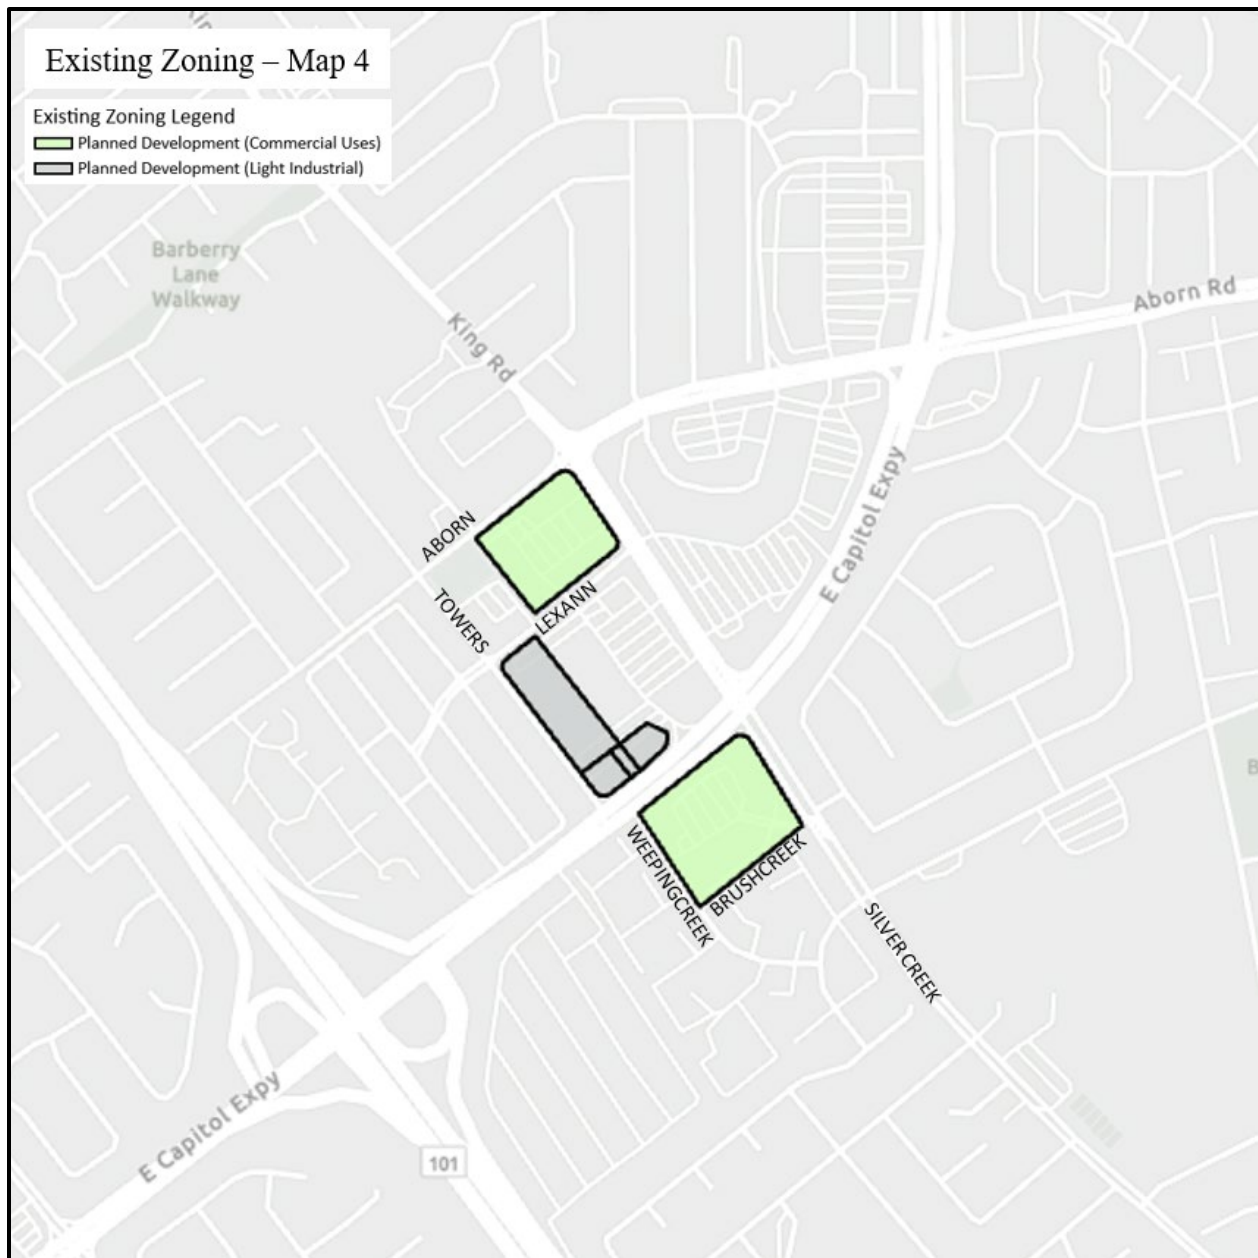 Existing Zoning – Map 4
Existing Zoning Legend
Planned Development (Commercial Uses)
Planned Development (Light Industrial)
Barberry
Lane
Walkway
King Rd
Aborn Rd
E Capitol Expy
ABORN
TOWERS
LEXANN
WEEPINGCREEK
BRUSHCREEK
SILVER CREEK
E Capitol Expy
101
B